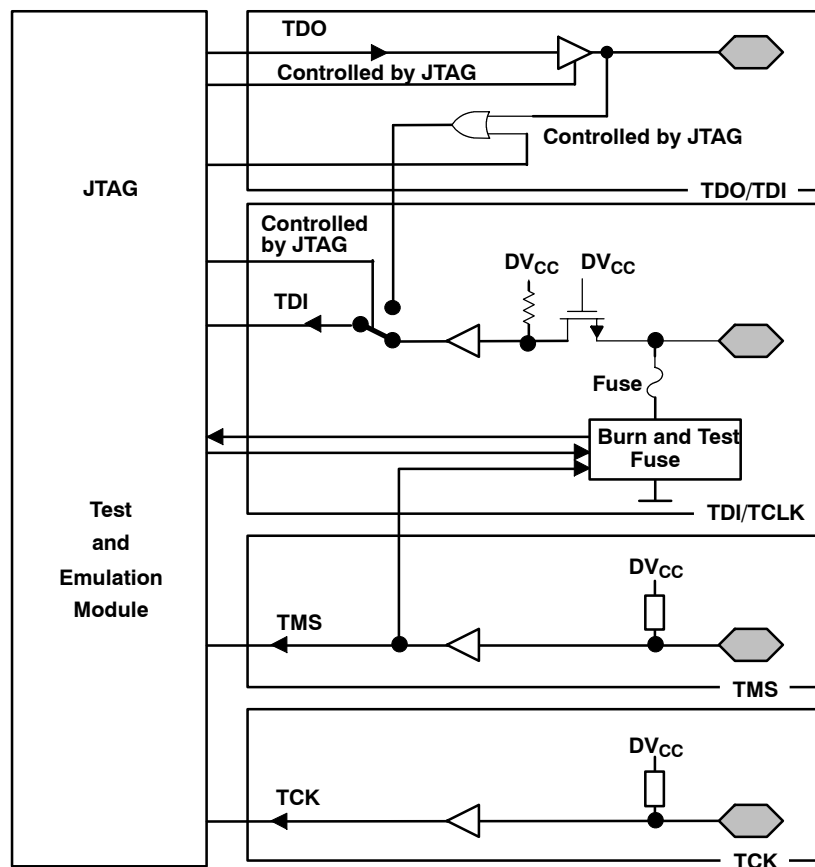 TDO
Controlled by JTAG
Controlled by JTAG
JTAG
TDO/TDI
Controlled
by JTAG
DVCC
DVCC
TDI
Fuse
Burn and Test
Fuse
TDI/TCLK
Test
and
Emulation
Module
DVCC
TMS
TMS
DVCC
TCK
TCK